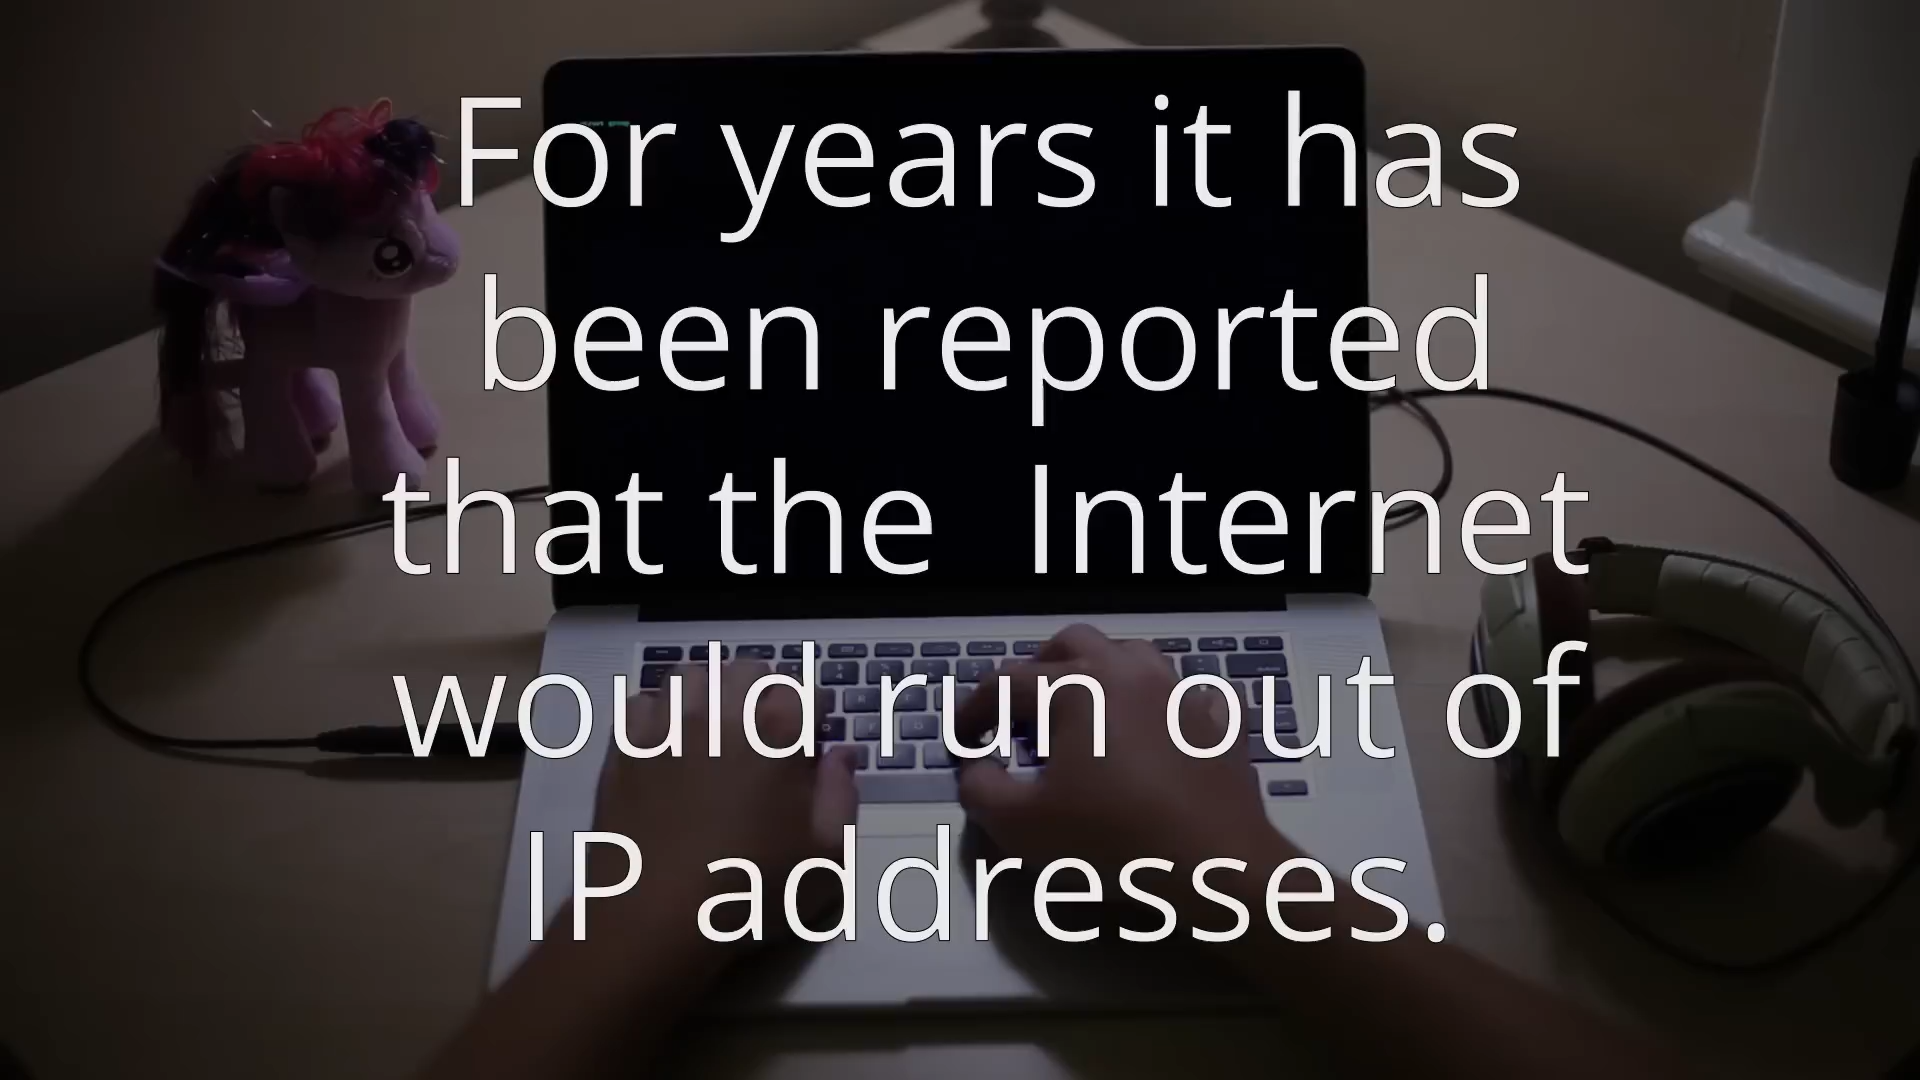 For years it has
been reported
that the  Internet
would run out of
IP addresses.